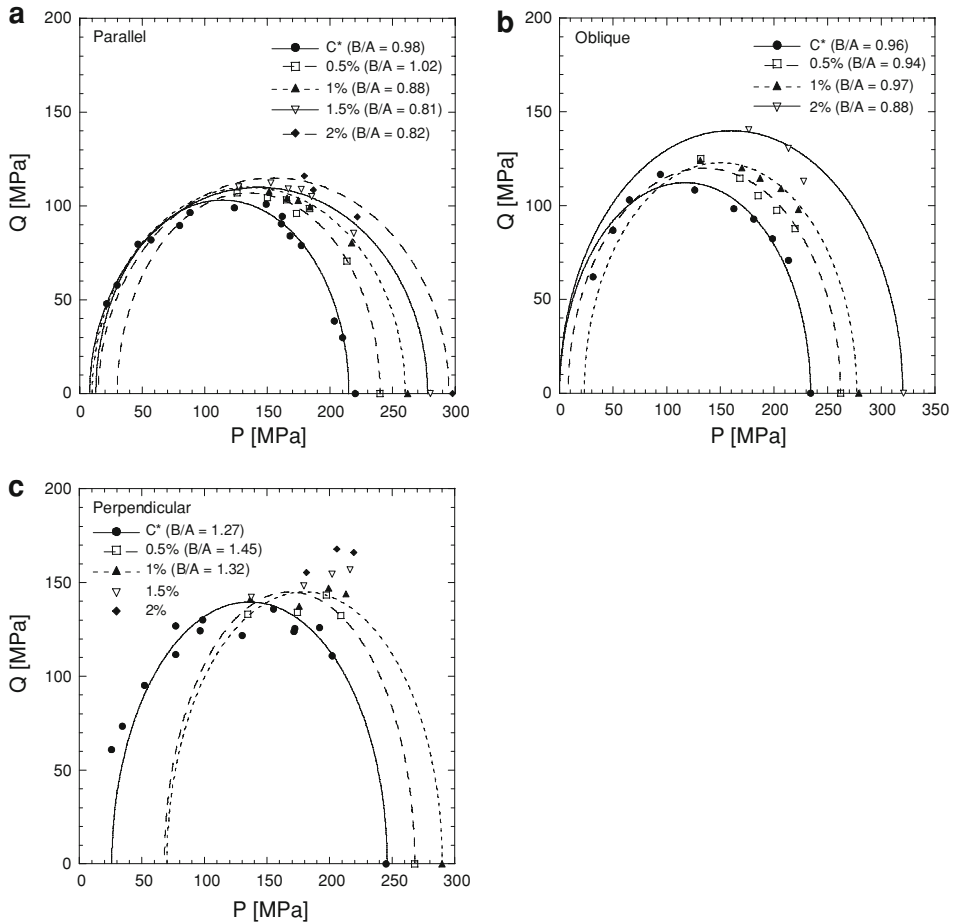 a
Parallel
C* (B/A = 0.98)
0.5% (B/A = 1.02)
1% (B/A = 0.88)
1.5% (B/A = 0.81)
2% (B/A = 0.82)
200
150
100
50
0
0 50 100 150 200 250 300
Q [MPa]
P [MPa]
b
Oblique
C* (B/A = 0.96)
0.5% (B/A = 0.94)
1% (B/A = 0.97)
2% (B/A = 0.88)
200
150
100
50
0
0 50 100 150 200 250 300 350
Q [MPa]
P [MPa]
c
Perpendicular
C* (B/A = 1.27)
0.5% (B/A = 1.45)
1% (B/A = 1.32)
1.5%
2%
200
150
100
50
0
0 50 100 150 200 250 300
Q [MPa]
P [MPa]